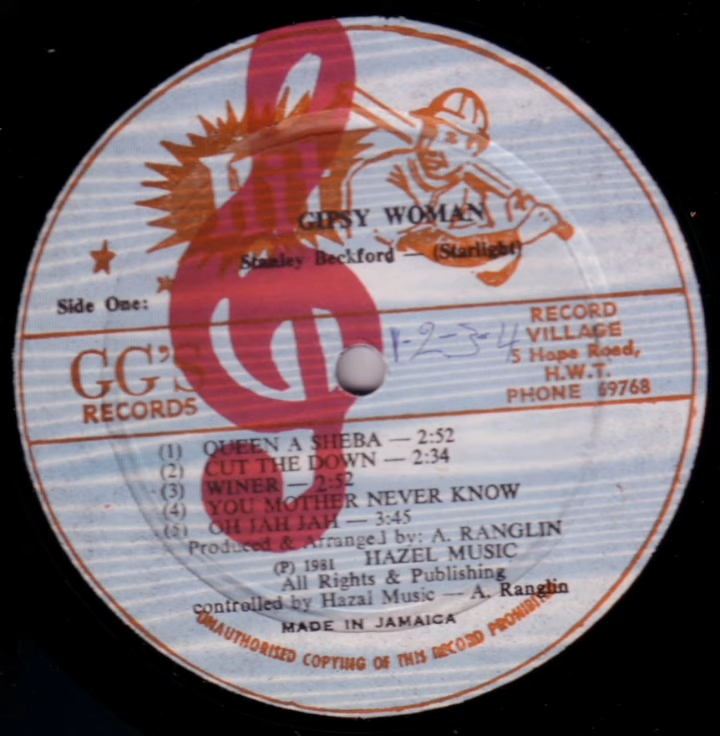 HIT
GIPSY WOMAN
Stanley Beckford — (Starlight)
Side One:
GG'S
RECORDS
1-2-3-4
RECORD
VILLAGE
5 Hope Road,
H.W.T.
PHONE 69768
(1) QUEEN A SHEBA — 2:52
(2) CUT THE DOWN — 2:34
(3) WINER — 2:52
(4) YOU MOTHER NEVER KNOW
(5) OH JAH JAH — 3:45
Produced & Arranged by: A. RANGLIN
(P) 1981 HAZEL MUSIC
All Rights & Publishing
controlled by Hazal Music — A. Ranglin
MADE IN JAMAICA
UNAUTHORISED COPYING OF THIS RECORD PROHIBITED